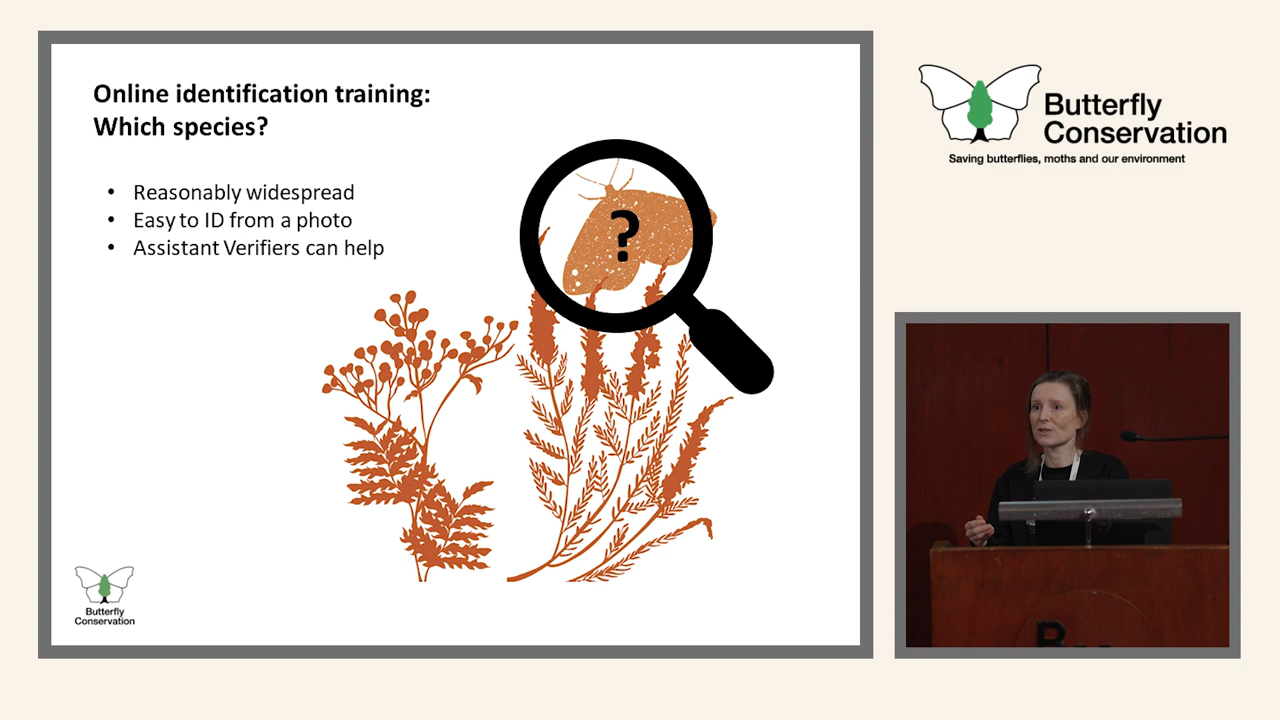 Online identification training:
Which species?
• Reasonably widespread
• Easy to ID from a photo
• Assistant Verifiers can help
?
Butterfly
Conservation
Butterfly
Conservation
Saving butterflies, moths and our environment